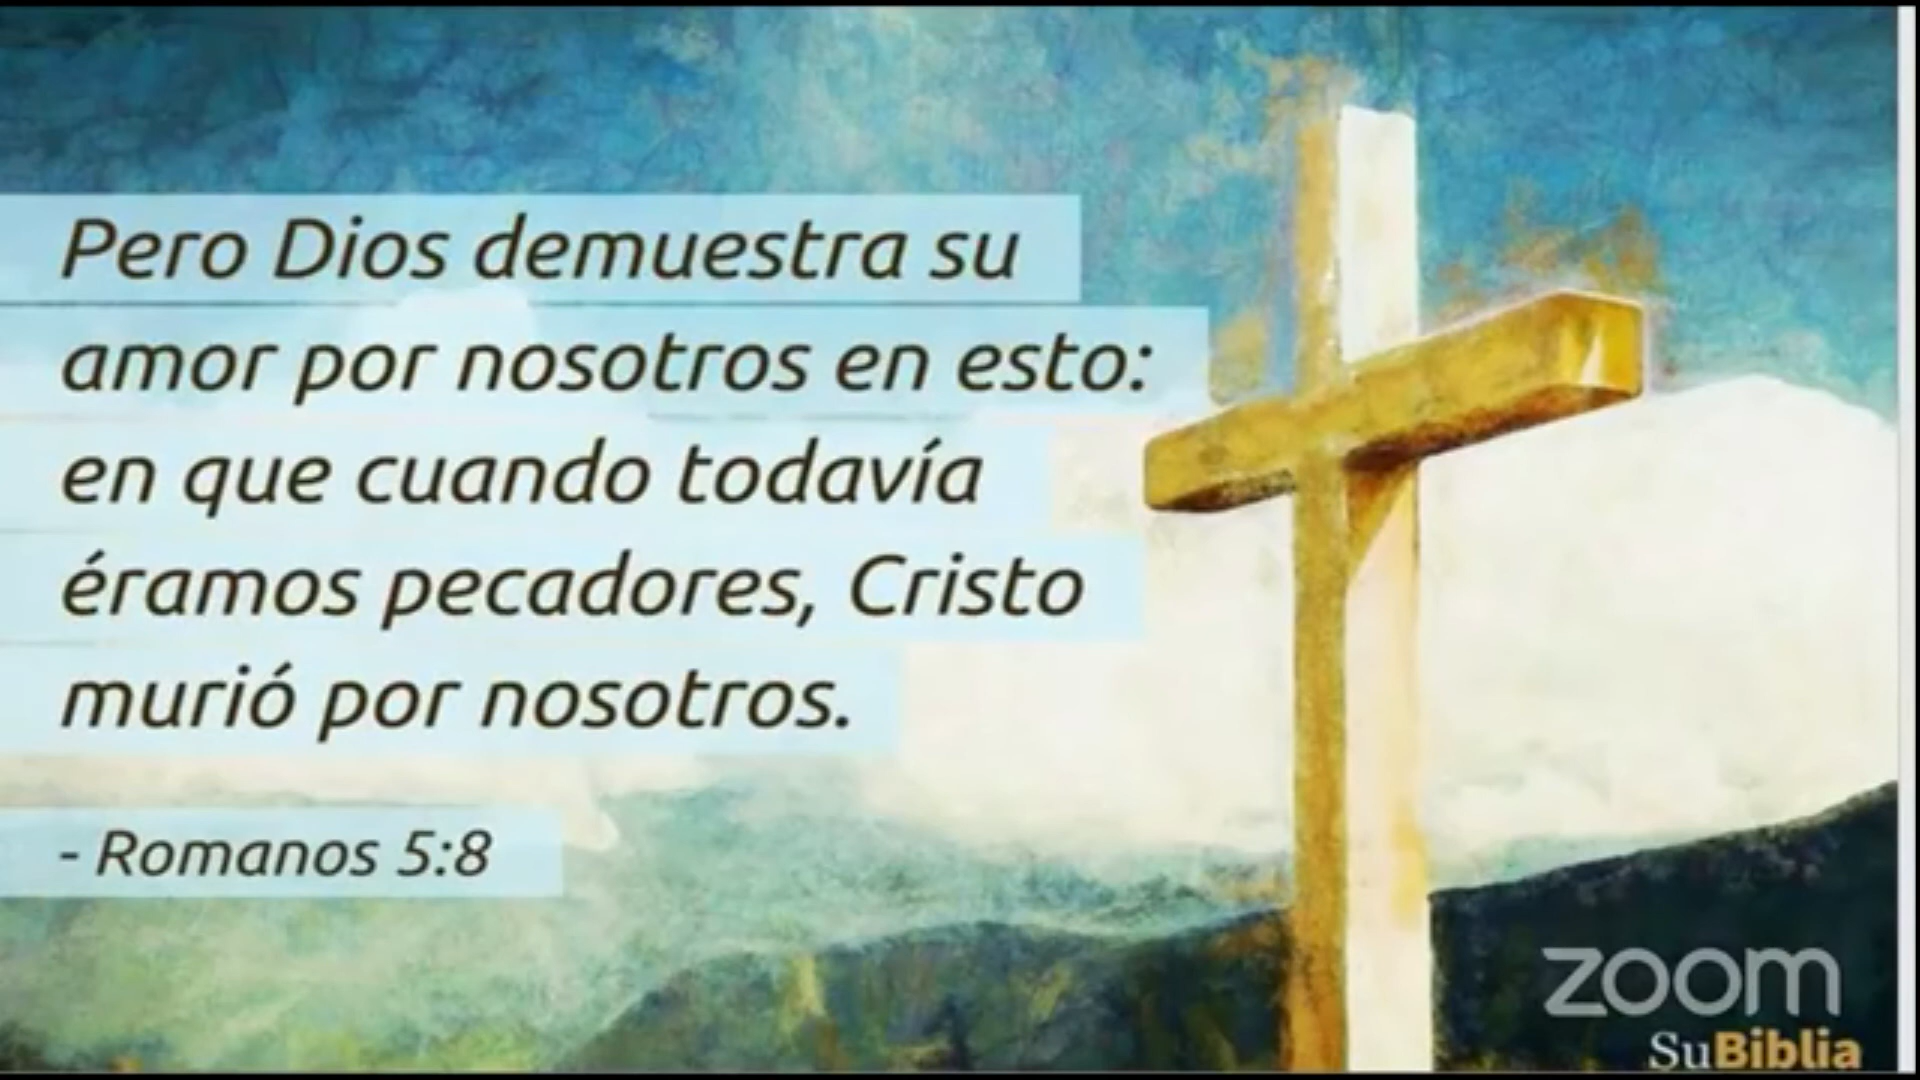 Pero Dios demuestra su
amor por nosotros en esto:
en que cuando todavía
éramos pecadores, Cristo
murió por nosotros.
- Romanos 5:8
zoom
SuBiblia